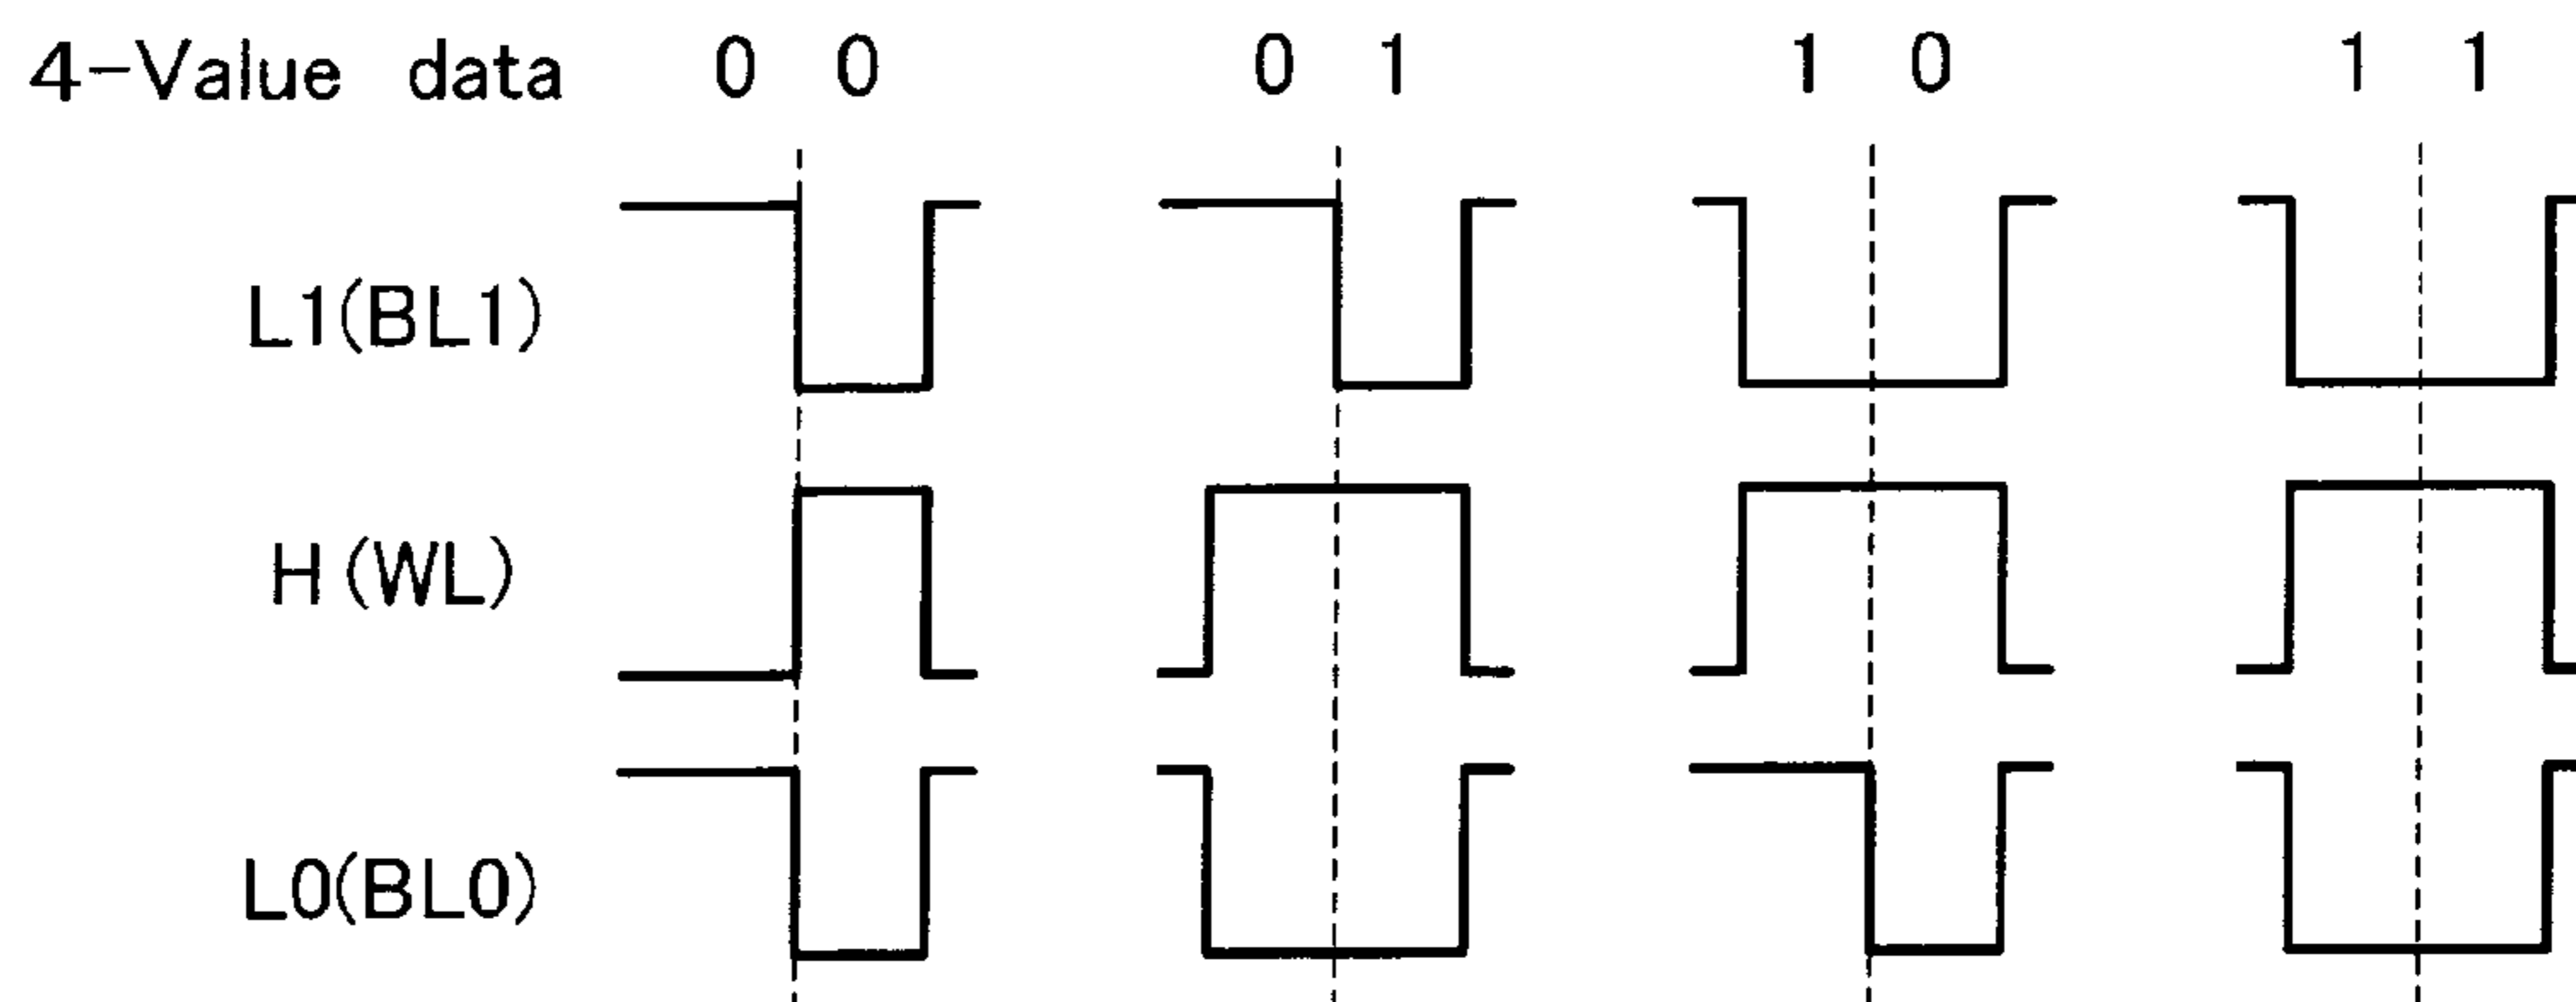 4-Value data 0 0 0 1 1 0 1 1
L1(BL1)
H(WL)
L0(BL0)